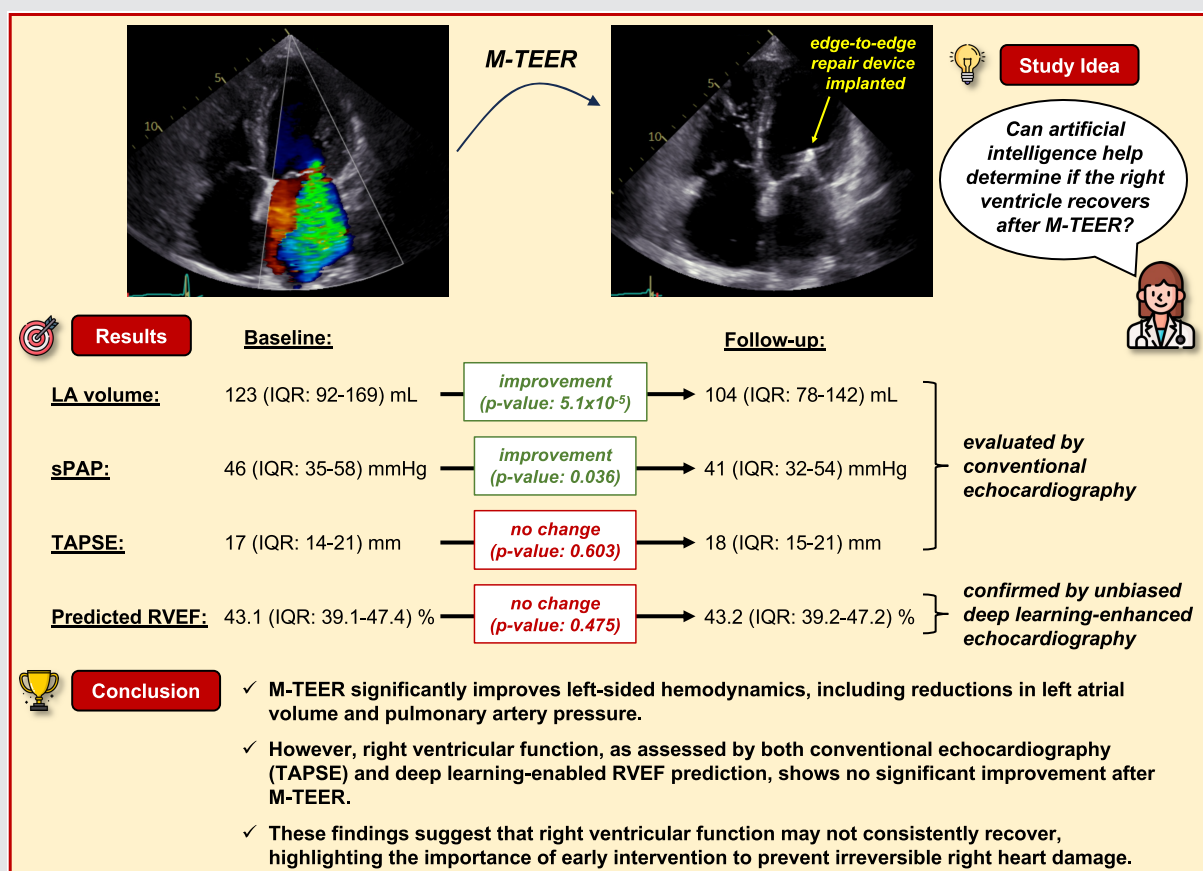 M-TEER
5
10
edge-to-edge
repair device
implanted
5
10
Study Idea
Can artificial
intelligence help
determine if the right
ventricle recovers
after M-TEER?
Results
Baseline:
Follow-up:
LA volume:
123 (IQR: 92-169) mL
improvement
(p-value: 5.1x10⁻⁵)
104 (IQR: 78-142) mL
sPAP:
46 (IQR: 35-58) mmHg
improvement
(p-value: 0.036)
41 (IQR: 32-54) mmHg
TAPSE:
17 (IQR: 14-21) mm
no change
(p-value: 0.603)
18 (IQR: 15-21) mm
evaluated by
conventional
echocardiography
Predicted RVEF:
43.1 (IQR: 39.1-47.4) %
no change
(p-value: 0.475)
43.2 (IQR: 39.2-47.2) %
confirmed by unbiased
deep learning-enhanced
echocardiography
Conclusion
✓ M-TEER significantly improves left-sided hemodynamics, including reductions in left atrial
volume and pulmonary artery pressure.
✓ However, right ventricular function, as assessed by both conventional echocardiography
(TAPSE) and deep learning-enabled RVEF prediction, shows no significant improvement after
M-TEER.
✓ These findings suggest that right ventricular function may not consistently recover,
highlighting the importance of early intervention to prevent irreversible right heart damage.